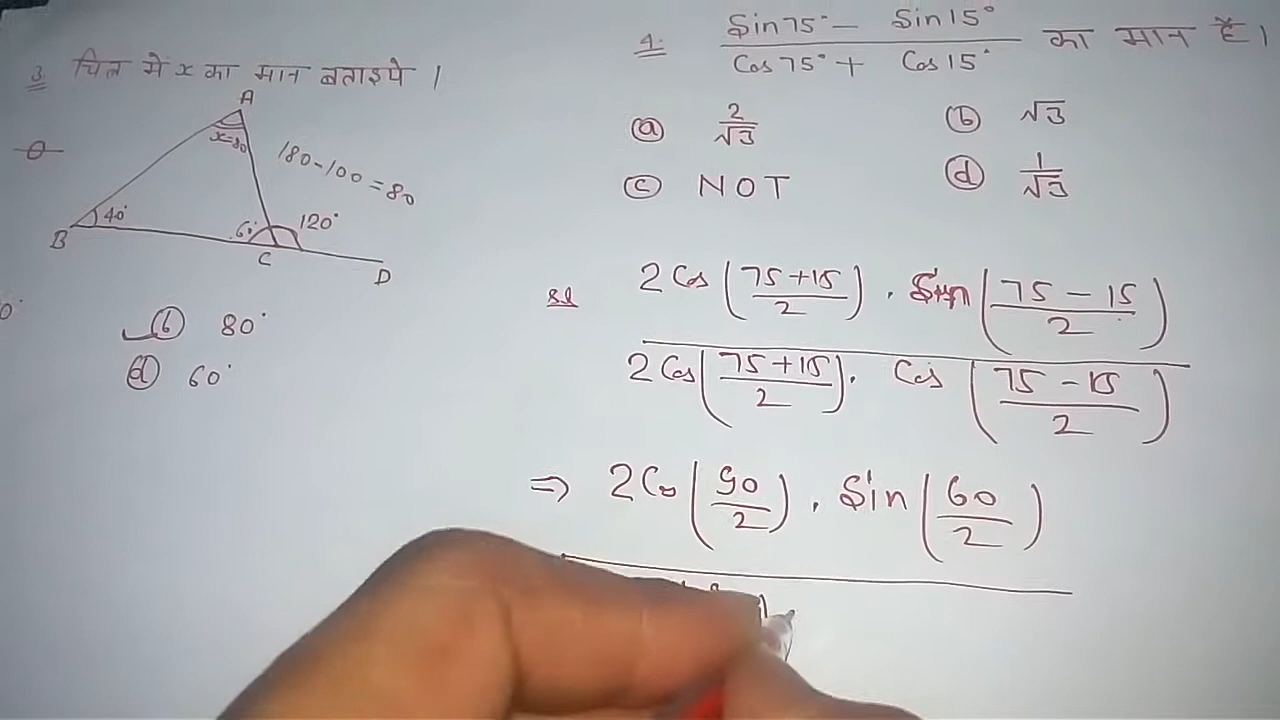 3. चित्र में x का मान बताइये ।
A
x=80
180-100=80
40°
60°
120°
B
C
D
0°
(b) 80°
(d) 60°
4. Sin75° - Sin15° / Cos75° + Cos15° का मान है ।
(a) 2/√3 (b) √3
(c) NOT (d) 1/√3
2Cos(75+15/2) . Sin(75-15/2)
2Cos(75+15/2) . Cos(75-15/2)
⇒ 2Cos(90/2) . Sin(60/2)